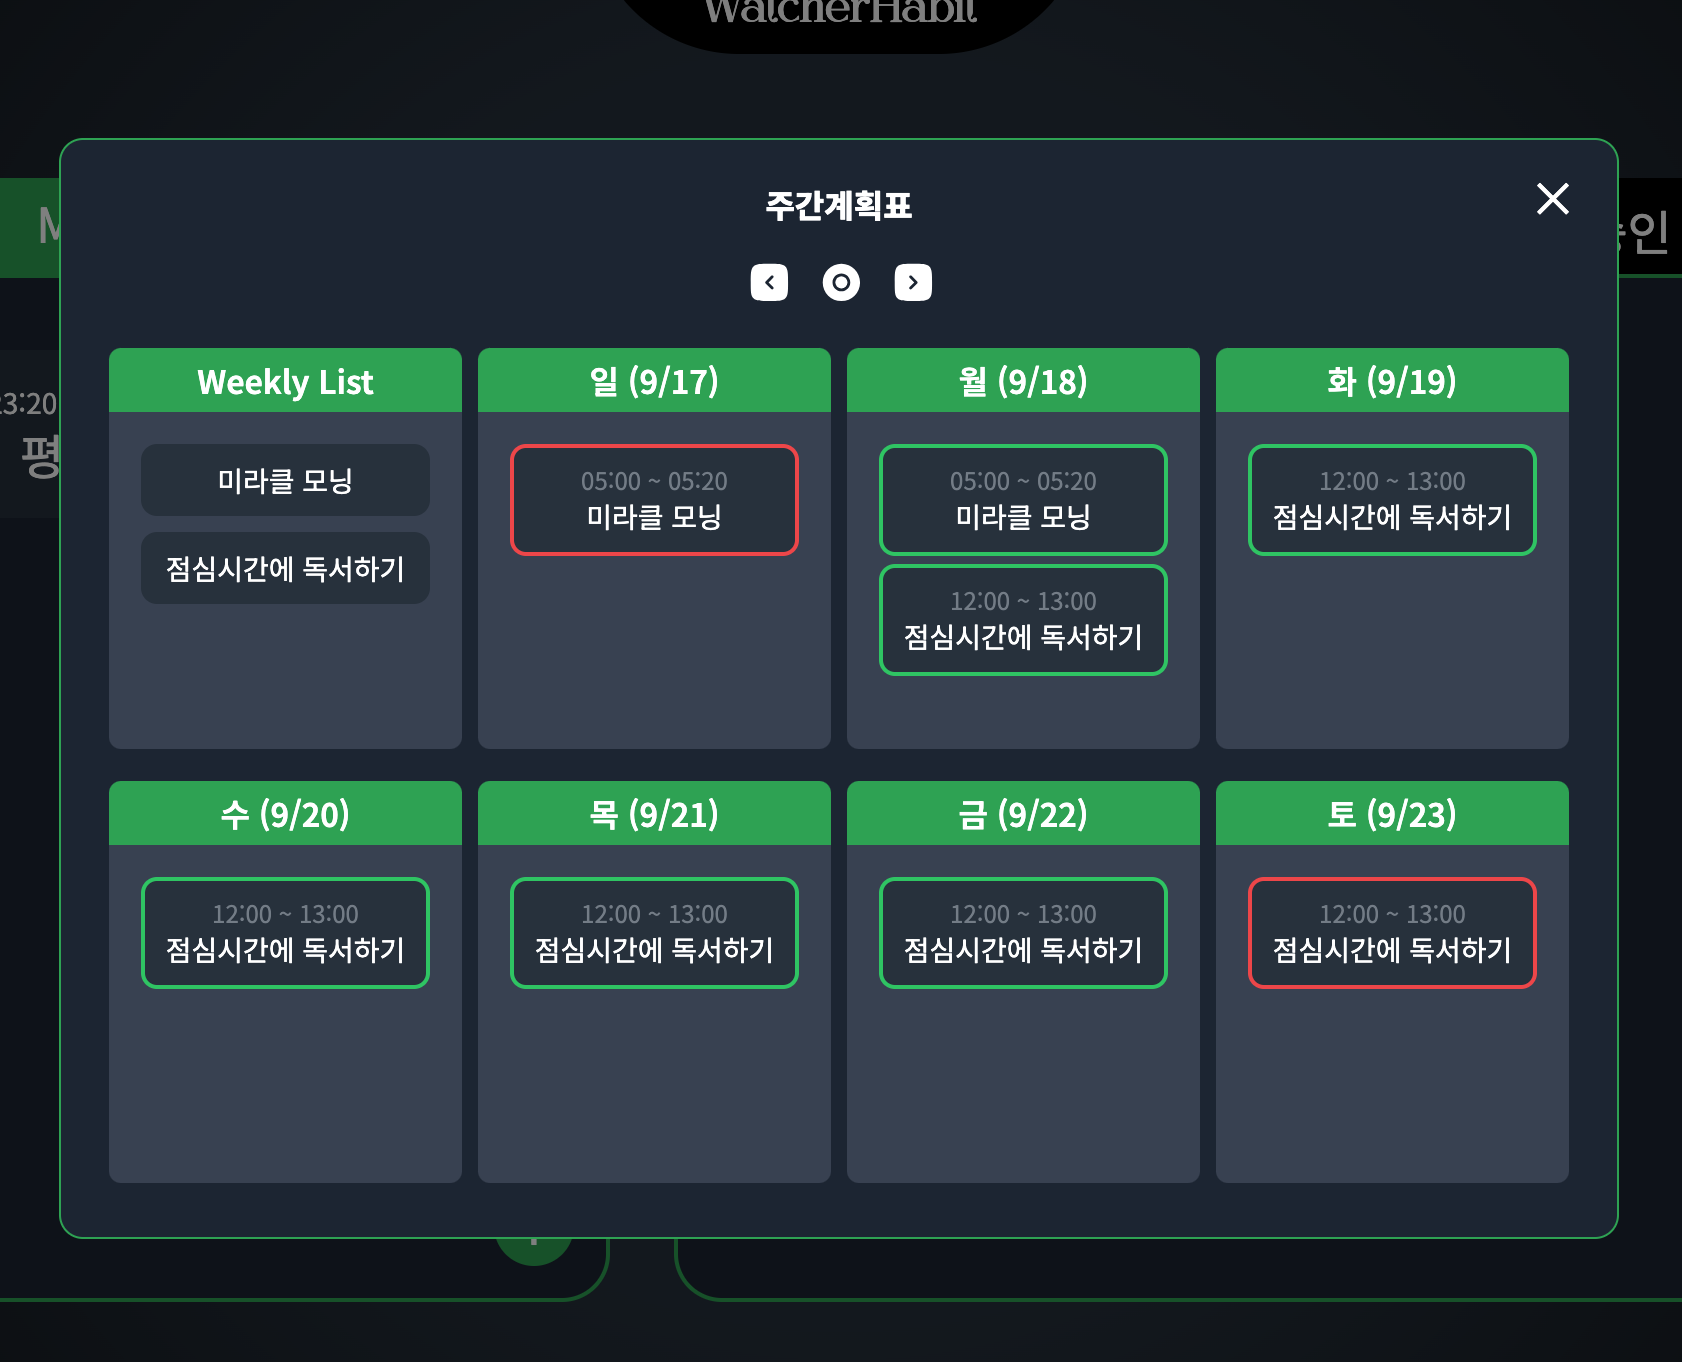 WatcherHabit
주간계획표
23:20
평
인
Weekly List
미라클 모닝
점심시간에 독서하기
일 (9/17)
05:00 ~ 05:20
미라클 모닝
월 (9/18)
05:00 ~ 05:20
미라클 모닝
12:00 ~ 13:00
점심시간에 독서하기
화 (9/19)
12:00 ~ 13:00
점심시간에 독서하기
수 (9/20)
12:00 ~ 13:00
점심시간에 독서하기
목 (9/21)
12:00 ~ 13:00
점심시간에 독서하기
금 (9/22)
12:00 ~ 13:00
점심시간에 독서하기
토 (9/23)
12:00 ~ 13:00
점심시간에 독서하기